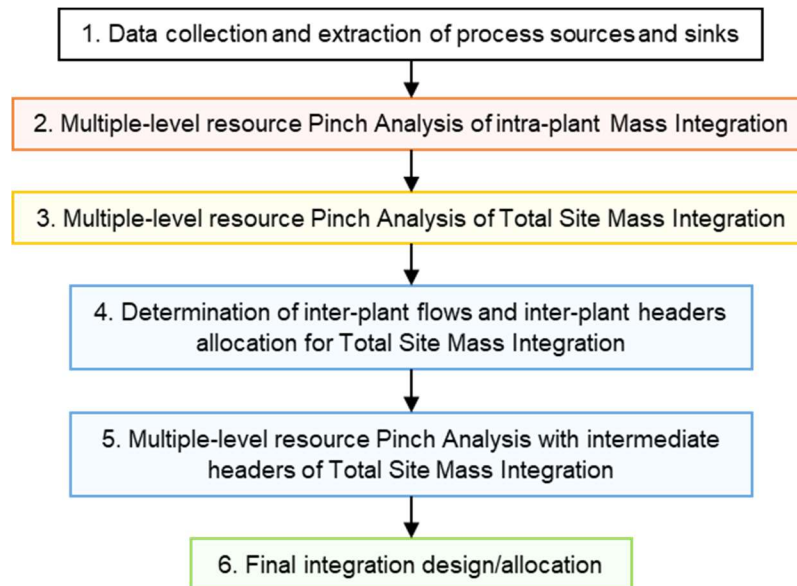 1. Data collection and extraction of process sources and sinks
2. Multiple-level resource Pinch Analysis of intra-plant Mass Integration
3. Multiple-level resource Pinch Analysis of Total Site Mass Integration
4. Determination of inter-plant flows and inter-plant headers
allocation for Total Site Mass Integration
5. Multiple-level resource Pinch Analysis with intermediate
headers of Total Site Mass Integration
6. Final integration design/allocation